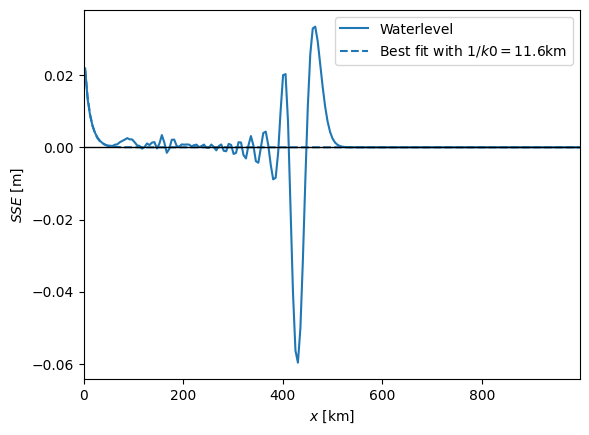 Waterlevel
Best fit with 1/k0 = 11.6km
0.02
0.00
−0.02
−0.04
−0.06
SSE [m]
0 200 400 600 800
x [km]